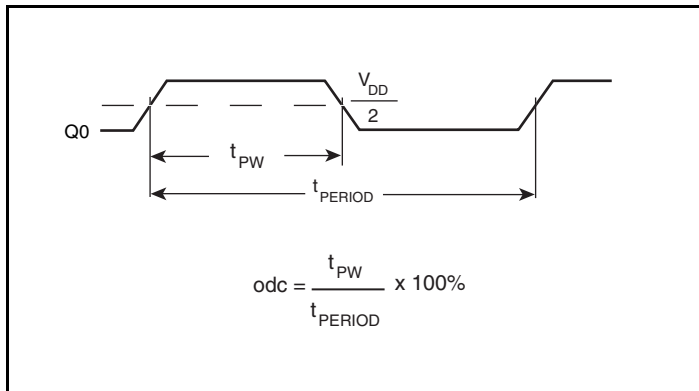 V_DD
2
Q0
t_PW
t_PERIOD
odc = t_PW / t_PERIOD x 100%